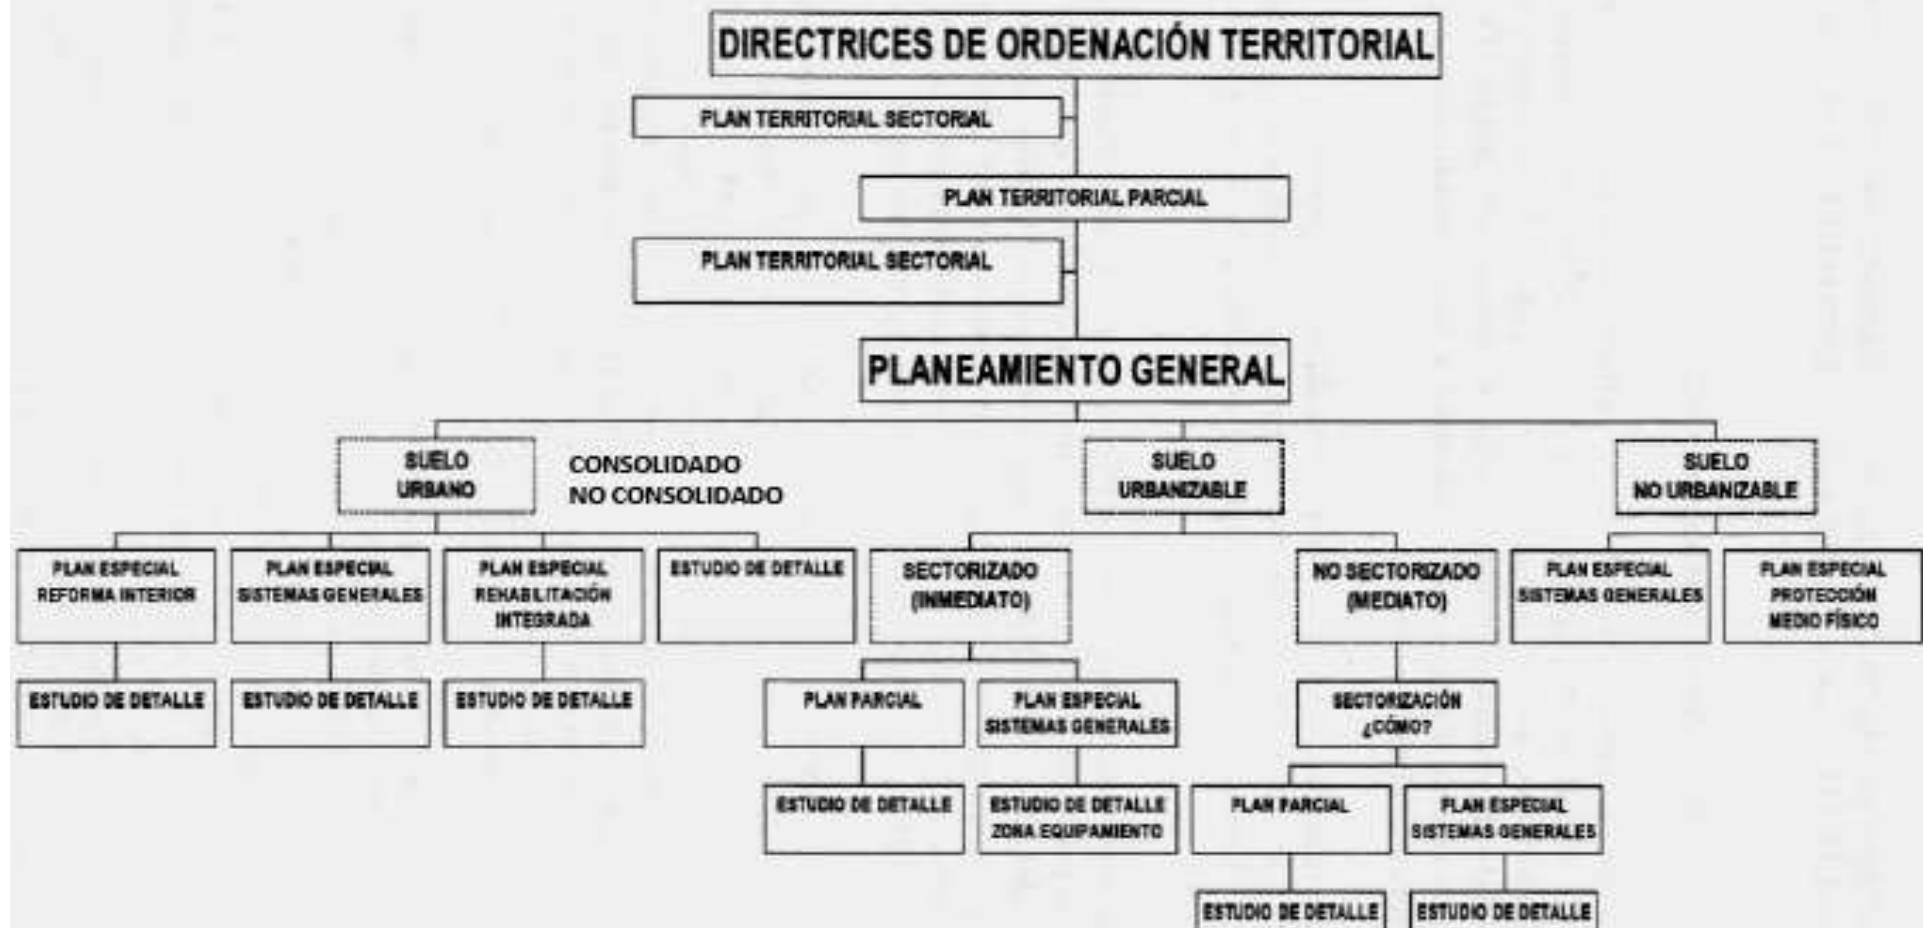 DIRECTRICES DE ORDENACIÓN TERRITORIAL
PLAN TERRITORIAL SECTORIAL
PLAN TERRITORIAL PARCIAL
PLAN TERRITORIAL SECTORIAL
PLANEAMIENTO GENERAL
SUELO
URBANO
CONSOLIDADO
NO CONSOLIDADO
SUELO
URBANIZABLE
SUELO
NO URBANIZABLE
PLAN ESPECIAL
REFORMA INTERIOR
PLAN ESPECIAL
SISTEMAS GENERALES
PLAN ESPECIAL
REHABILITACIÓN
INTEGRADA
ESTUDIO DE DETALLE
SECTORIZADO
(INMEDIATO)
NO SECTORIZADO
(MEDIATO)
PLAN ESPECIAL
SISTEMAS GENERALES
PLAN ESPECIAL
PROTECCIÓN
MEDIO FÍSICO
ESTUDIO DE DETALLE
ESTUDIO DE DETALLE
ESTUDIO DE DETALLE
PLAN PARCIAL
PLAN ESPECIAL
SISTEMAS GENERALES
SECTORIZACIÓN
¿CÓMO?
ESTUDIO DE DETALLE
ESTUDIO DE DETALLE
ZONA EQUIPAMIENTO
PLAN PARCIAL
PLAN ESPECIAL
SISTEMAS GENERALES
ESTUDIO DE DETALLE
ESTUDIO DE DETALLE